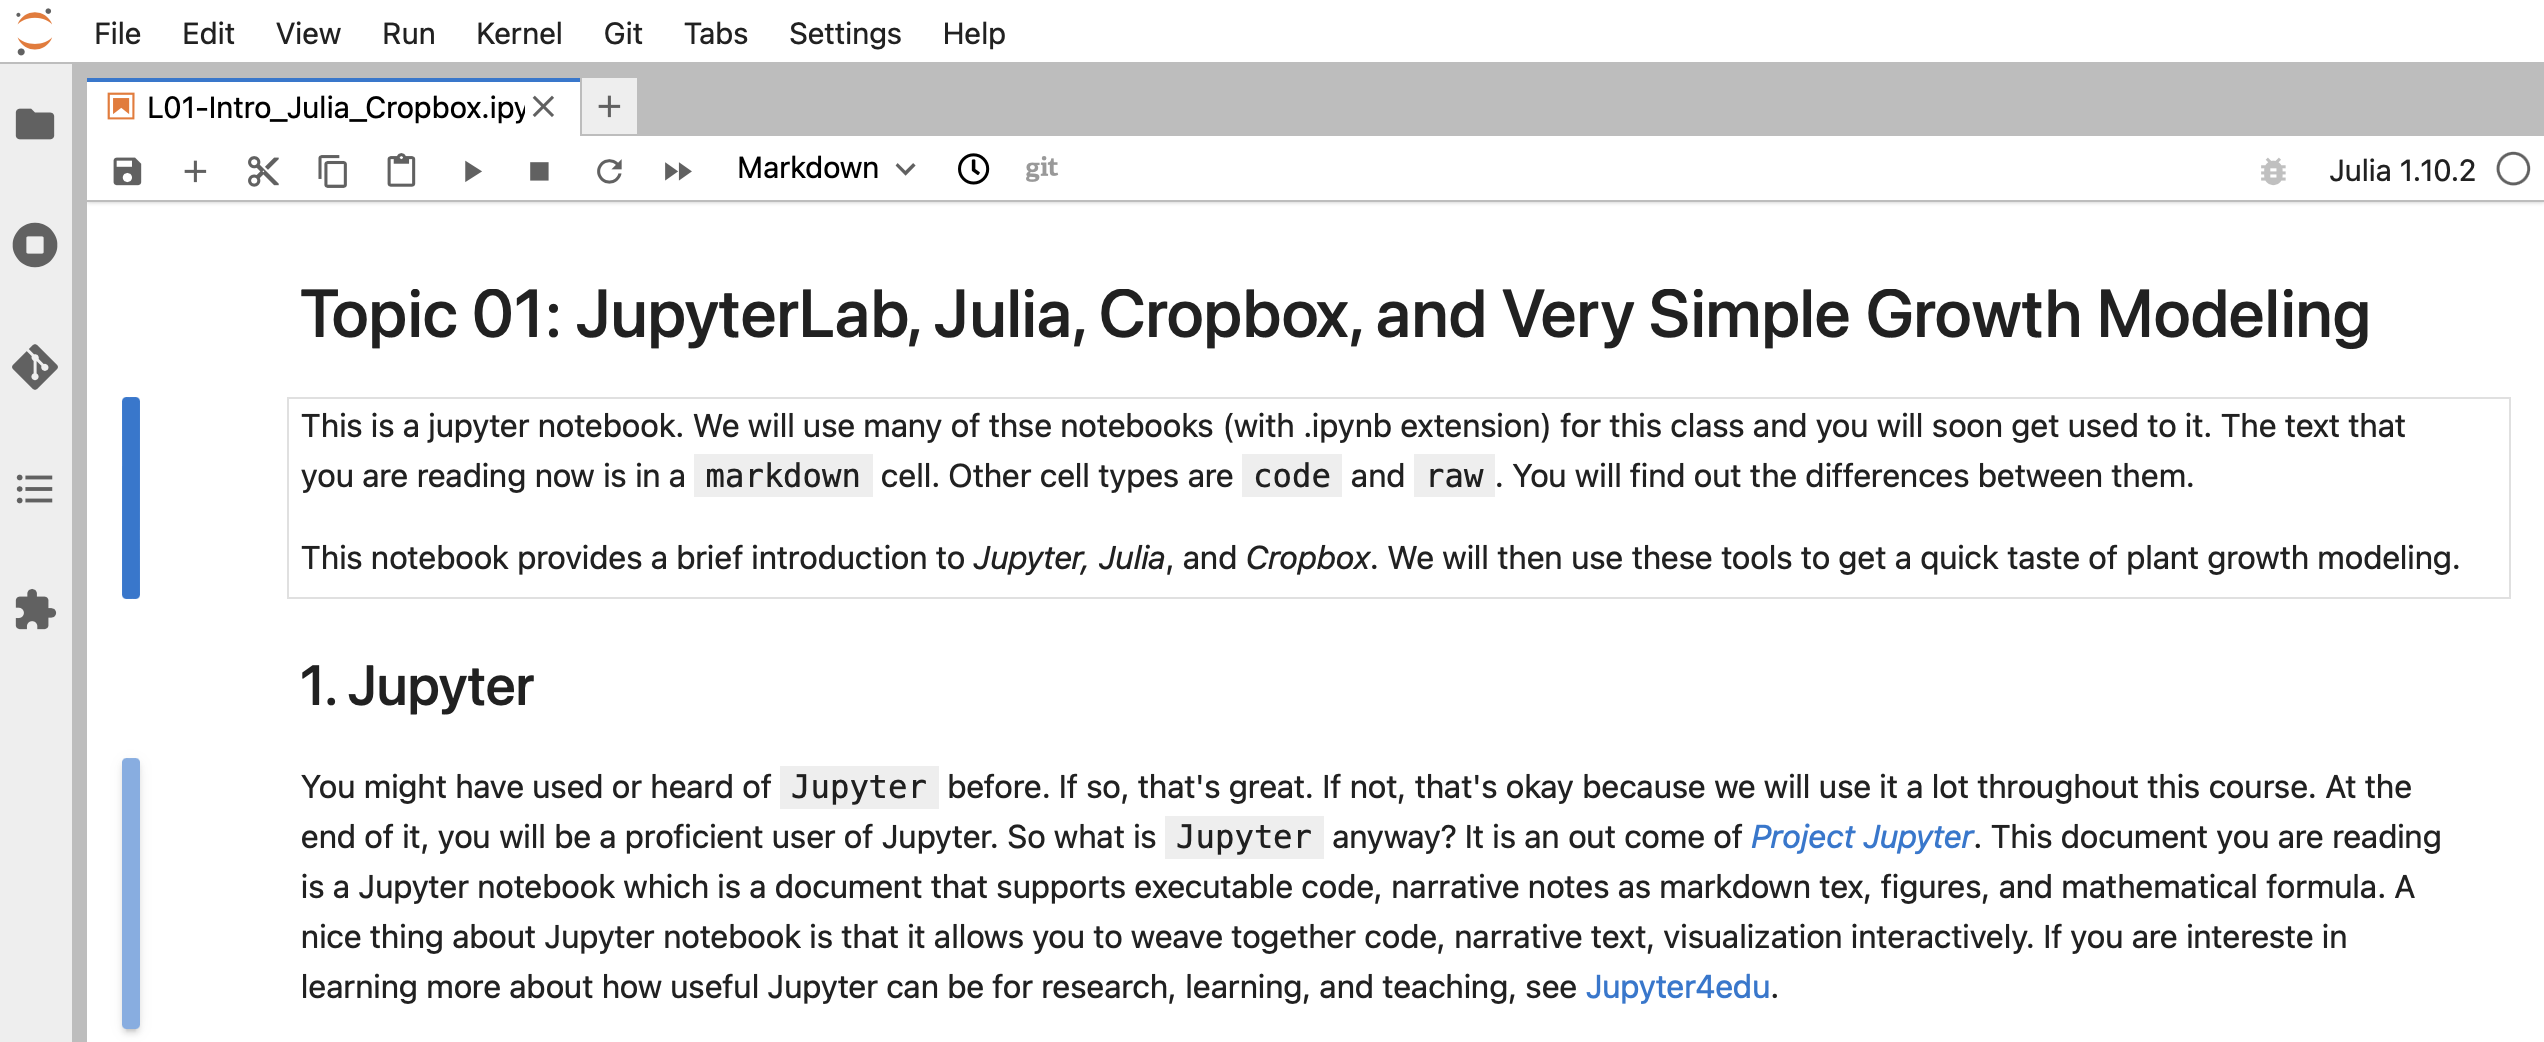 File Edit View Run Kernel Git Tabs Settings Help
L01-Intro_Julia_Cropbox.ipy
Markdown git Julia 1.10.2
Topic 01: JupyterLab, Julia, Cropbox, and Very Simple Growth Modeling
This is a jupyter notebook. We will use many of thse notebooks (with .ipynb extension) for this class and you will soon get used to it. The text that
you are reading now is in a markdown cell. Other cell types are code and raw. You will find out the differences between them.
This notebook provides a brief introduction to Jupyter, Julia, and Cropbox. We will then use these tools to get a quick taste of plant growth modeling.
1. Jupyter
You might have used or heard of Jupyter before. If so, that's great. If not, that's okay because we will use it a lot throughout this course. At the
end of it, you will be a proficient user of Jupyter. So what is Jupyter anyway? It is an out come of Project Jupyter. This document you are reading
is a Jupyter notebook which is a document that supports executable code, narrative notes as markdown tex, figures, and mathematical formula. A
nice thing about Jupyter notebook is that it allows you to weave together code, narrative text, visualization interactively. If you are intereste in
learning more about how useful Jupyter can be for research, learning, and teaching, see Jupyter4edu.